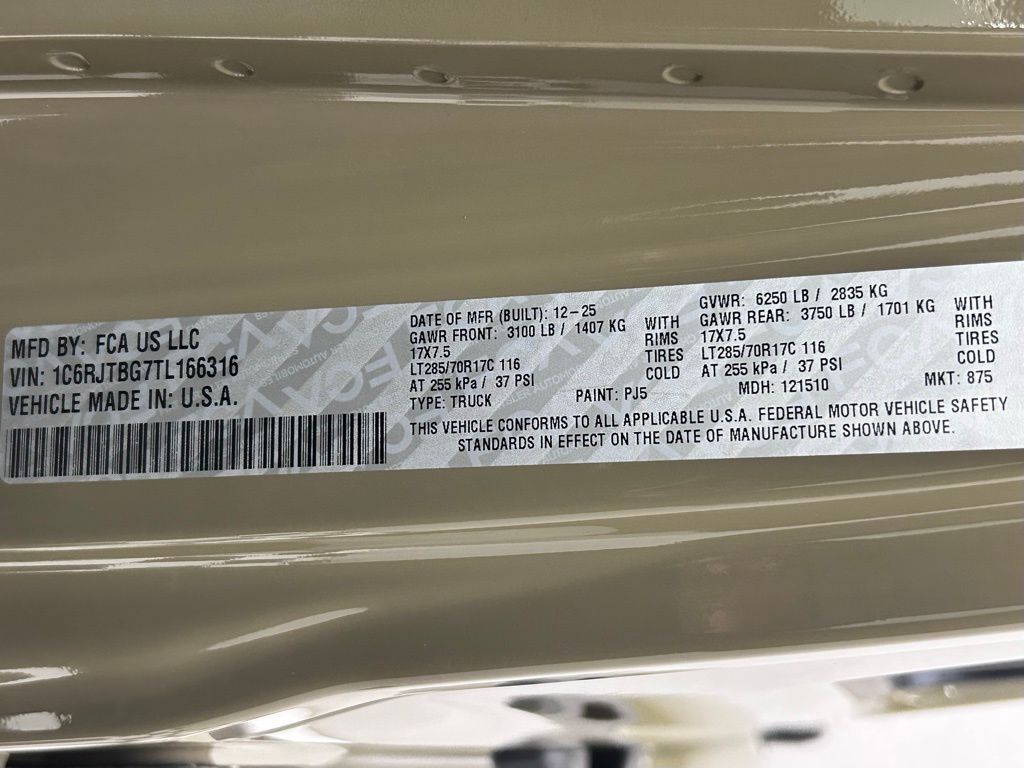 MFD BY: FCA US LLC
VIN: 1C6RJTBG7TL166316
VEHICLE MADE IN: U.S.A.
DATE OF MFR (BUILT): 12-25
GAWR FRONT: 3100 LB / 1407 KG
17X7.5
LT285/70R17C 116
AT 255 kPa / 37 PSI
TYPE: TRUCK
WITH
RIMS
TIRES
COLD
PAINT: PJ5
GVWR: 6250 LB / 2835 KG
GAWR REAR: 3750 LB / 1701 KG
17X7.5
LT285/70R17C 116
AT 255 kPa / 37 PSI
MDH: 121510
WITH
RIMS
TIRES
COLD
MKT: 875
THIS VEHICLE CONFORMS TO ALL APPLICABLE U.S.A. FEDERAL MOTOR VEHICLE SAFETY
STANDARDS IN EFFECT ON THE DATE OF MANUFACTURE SHOWN ABOVE.